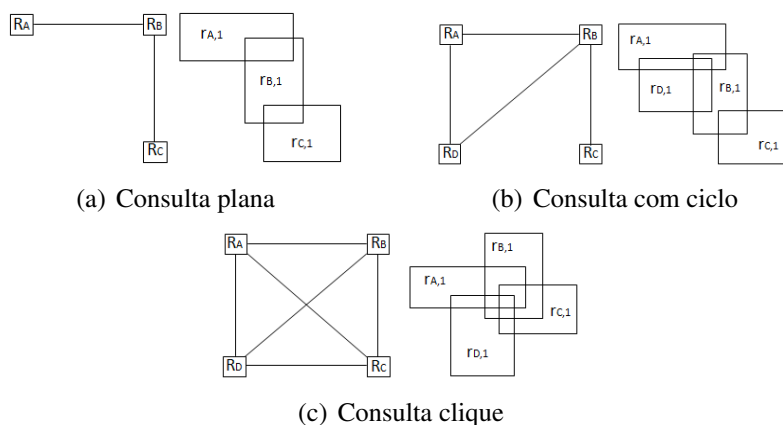 RA RB rA,1
rB,1
RC rC,1
(a) Consulta plana
RA RB rA,1
rD,1 rB,1
RD RC rC,1
(b) Consulta com ciclo
RA RB rB,1
rA,1
rC,1
RD RC rD,1
(c) Consulta clique